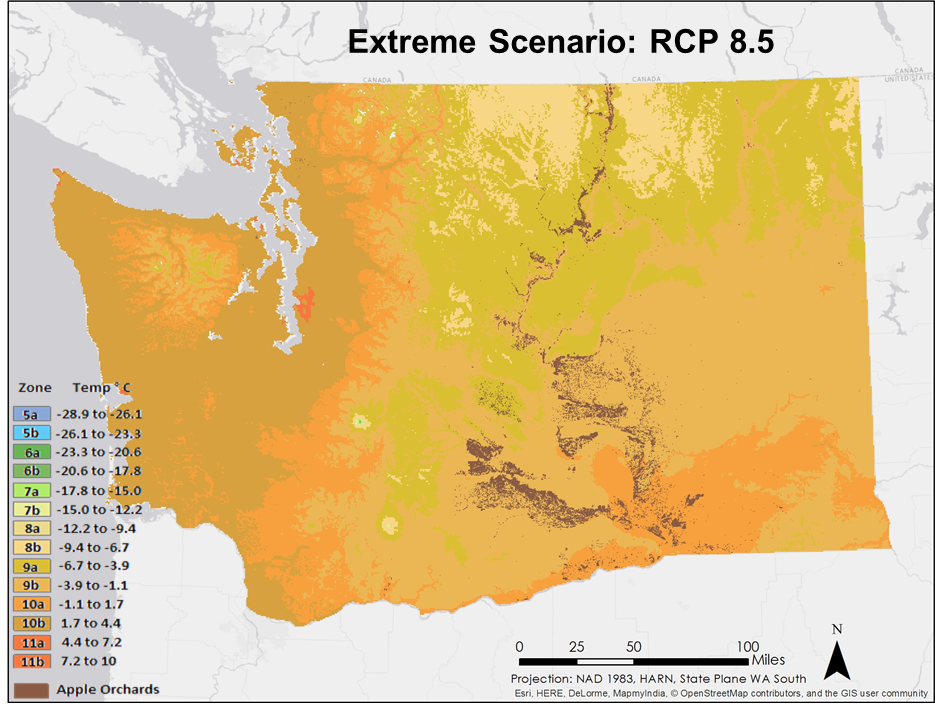 Extreme Scenario: RCP 8.5
CANADA
CANADA
CANADA
UNITED STATES
Zone Temp °C
5a -28.9 to -26.1
5b -26.1 to -23.3
6a -23.3 to -20.6
6b -20.6 to -17.8
7a -17.8 to -15.0
7b -15.0 to -12.2
8a -12.2 to -9.4
8b -9.4 to -6.7
9a -6.7 to -3.9
9b -3.9 to -1.1
10a -1.1 to 1.7
10b 1.7 to 4.4
11a 4.4 to 7.2
11b 7.2 to 10
Apple Orchards
N
0 25 50 100
Miles
Projection: NAD 1983, HARN, State Plane WA South
Esri, HERE, DeLorme, MapmyIndia, © OpenStreetMap contributors, and the GIS user community